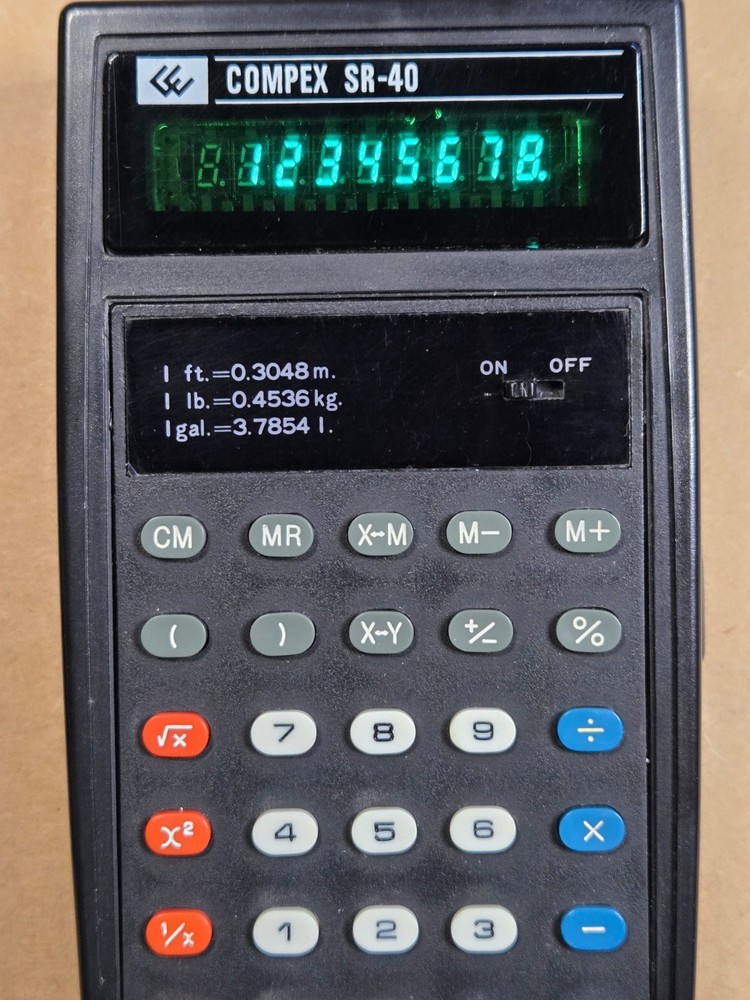 COMPEX SR-40
12345678.
1 ft.=0.3048 m.
1 lb.=0.4536 kg.
1 gal.=3.7854 l.
ON OFF
CM MR X↔M M− M+
( ) X↔Y +/− %
√x 7 8 9 ÷
x² 4 5 6 ×
1/x 1 2 3 −